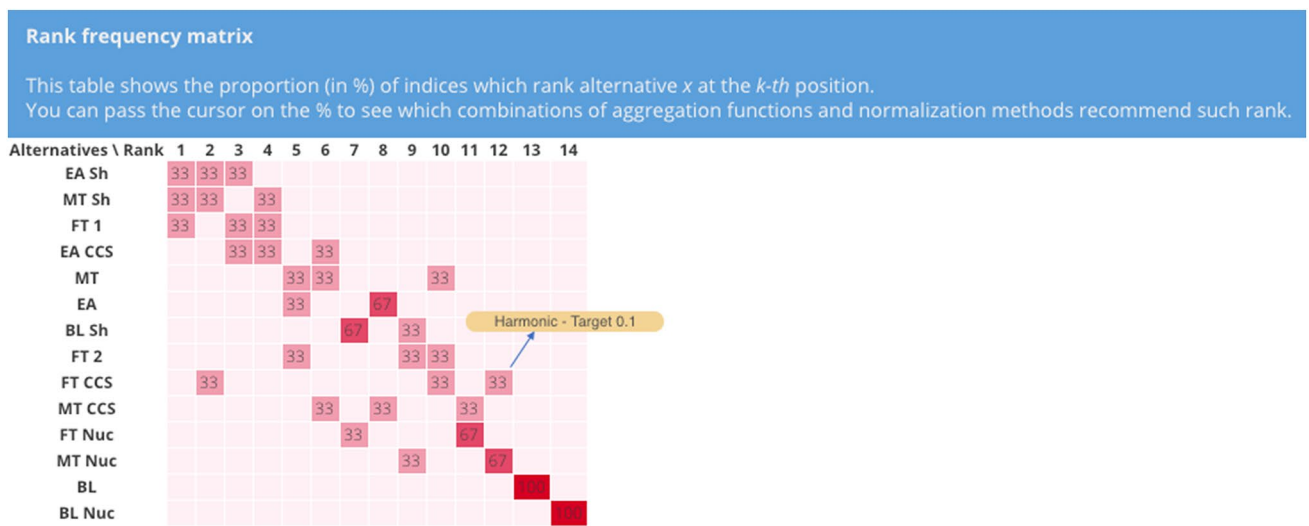 Rank frequency matrix
This table shows the proportion (in %) of indices which rank alternative x at the k-th position.
You can pass the cursor on the % to see which combinations of aggregation functions and normalization methods recommend such rank.
Alternatives \ Rank 1 2 3 4 5 6 7 8 9 10 11 12 13 14
EA Sh 33 33 33
MT Sh 33 33 33
FT 1 33 33 33
EA CCS 33 33 33
MT 33 33 33
EA 33 67
Harmonic - Target 0.1
BL Sh 67 33
FT 2 33 33 33
FT CCS 33 33 33
MT CCS 33 33 33
FT Nuc 33 67
MT Nuc 33 67
BL 100
BL Nuc 100